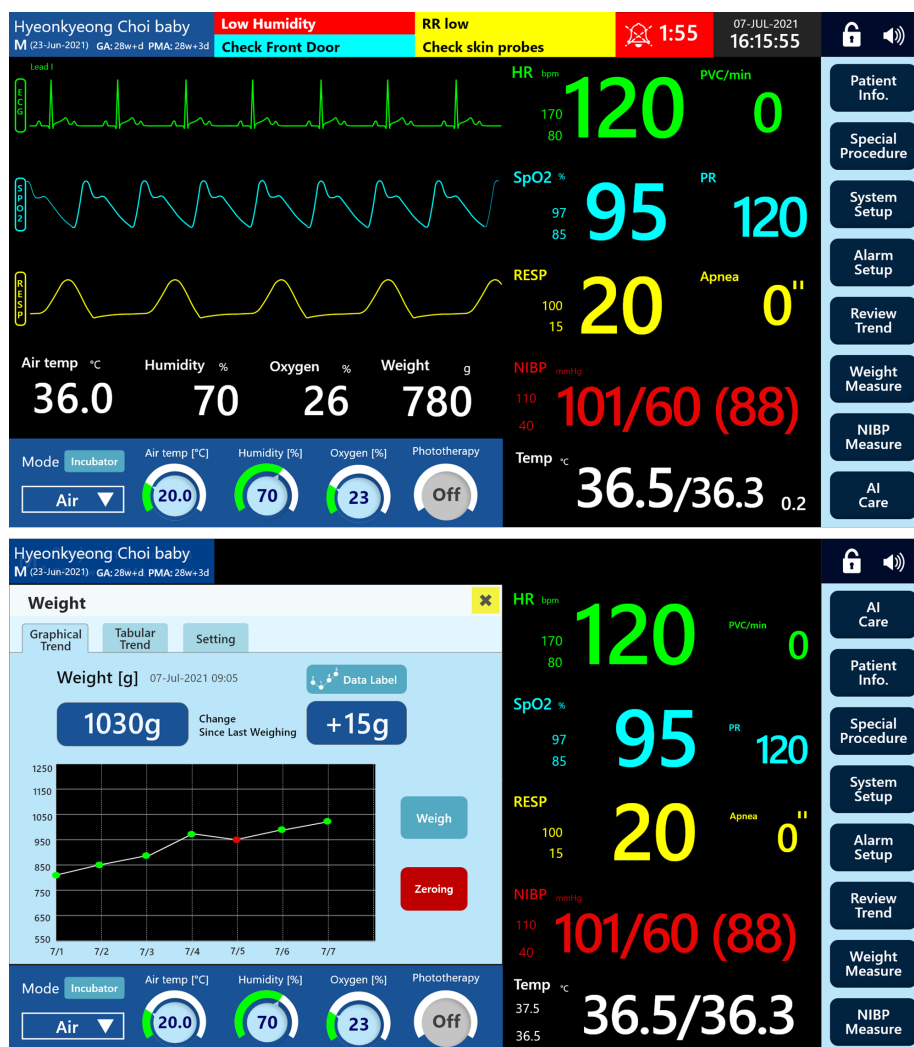 Hyeonkyeong Choi baby
M (23-Jun-2021) GA: 28w+d PMA: 28w+3d
Low Humidity
Check Front Door
RR low
Check skin probes
1:55
07-JUL-2021
16:15:55
Lead I
ECG
SPO2
RESP
HR bpm
170
80
120
PVC/min
0
SpO2 %
97
85
95
PR
120
RESP
100
15
20
Apnea
0"
NIBP mmHg
110
40
101/60 (88)
Temp °C
36.5/36.3 0.2
Air temp °C
36.0
Humidity %
70
Oxygen %
26
Weight g
780
Mode Incubator
Air
Air temp [°C]
20.0
Humidity [%]
70
Oxygen [%]
23
Phototherapy
Off
Patient
Info.
Special
Procedure
System
Setup
Alarm
Setup
Review
Trend
Weight
Measure
NIBP
Measure
AI
Care
Hyeonkyeong Choi baby
M (23-Jun-2021) GA: 28w+d PMA: 28w+3d
Weight
Graphical
Trend
Tabular
Trend
Setting
Weight [g] 07-Jul-2021 09:05
Data Label
1030g
Change
Since Last Weighing
+15g
1250
1150
1050
950
850
750
650
550
7/1 7/2 7/3 7/4 7/5 7/6 7/7
Weigh
Zeroing
HR bpm
170
80
120
PVC/min
0
SpO2 %
97
85
95
PR
120
RESP
100
15
20
Apnea
0"
NIBP mmHg
110
40
101/60 (88)
Temp °C
37.5
36.5
36.5/36.3
Mode Incubator
Air
Air temp [°C]
20.0
Humidity [%]
70
Oxygen [%]
23
Phototherapy
Off
AI
Care
Patient
Info.
Special
Procedure
System
Setup
Alarm
Setup
Review
Trend
Weight
Measure
NIBP
Measure